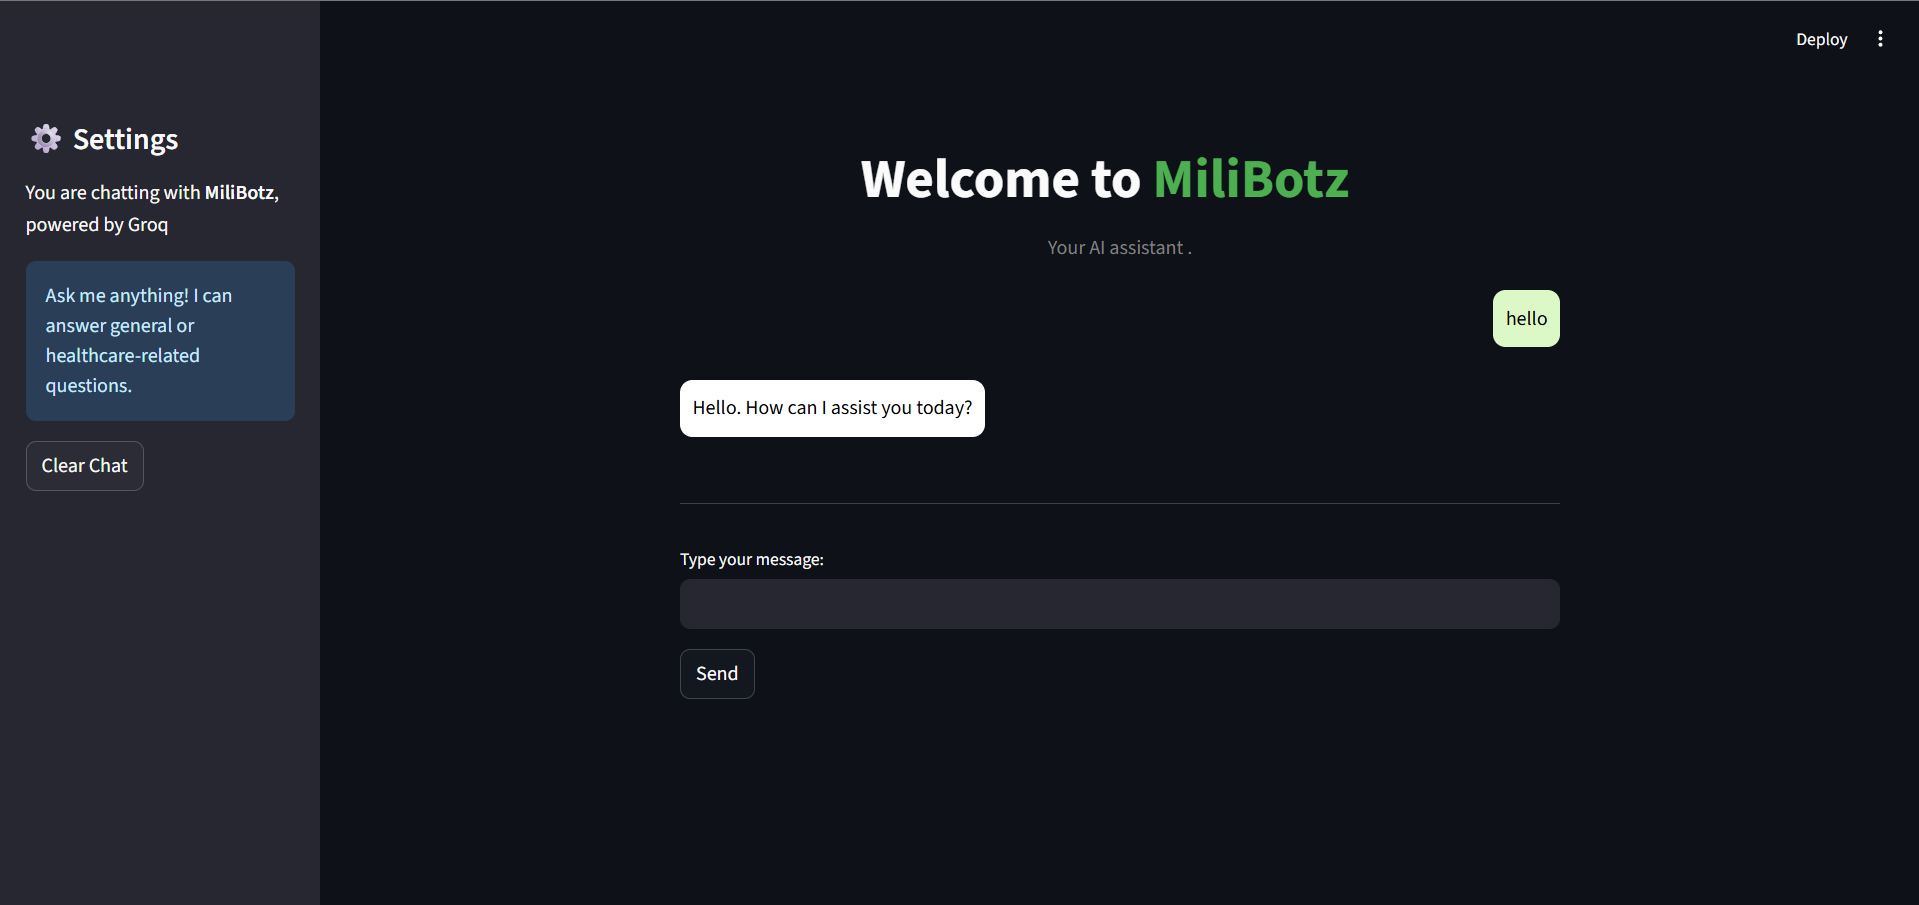 Deploy
Settings
You are chatting with MiliBotz,
powered by Groq
Ask me anything! I can
answer general or
healthcare-related
questions.
Clear Chat
Welcome to MiliBotz
Your AI assistant .
hello
Hello. How can I assist you today?
Type your message:
Send